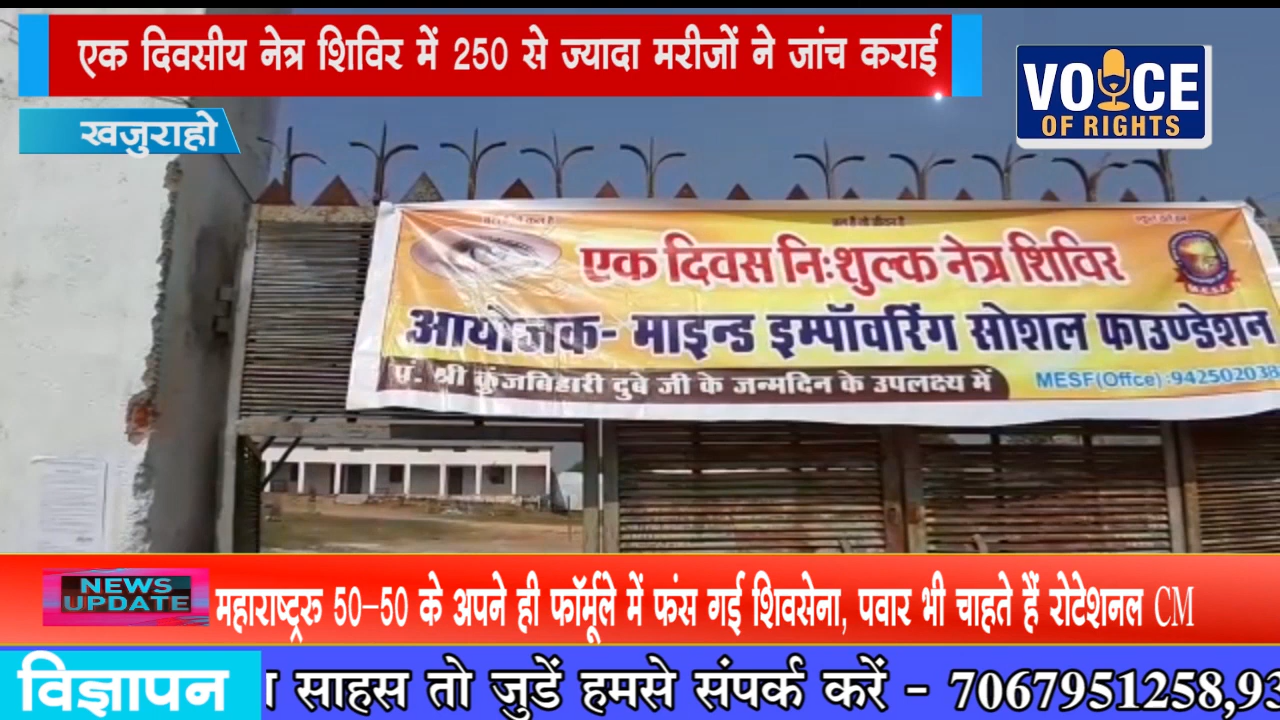 एक दिवसीय नेत्र शिविर में 250 से ज्यादा मरीजों ने जांच कराई
VOICE
OF RIGHTS
खजुराहो
जल है तो जीवन है
एक दिवस निःशुल्क नेत्र शिविर
M.E.S.F.
आयोजक- माइन्ड इम्पॉवरिंग सोशल फाउण्डेशन
पं. श्री कुंजबिहारी दुबे जी के जन्मदिन के उपलक्ष्य में
MESF(Offce) :942502038
NEWS
UPDATE
महाराष्ट्ररु 50-50 के अपने ही फॉर्मूले में फंस गई शिवसेना, पवार भी चाहते हैं रोटेशनल CM
विज्ञापन
साहस तो जुडें हमसे संपर्क करें - 7067951258,93